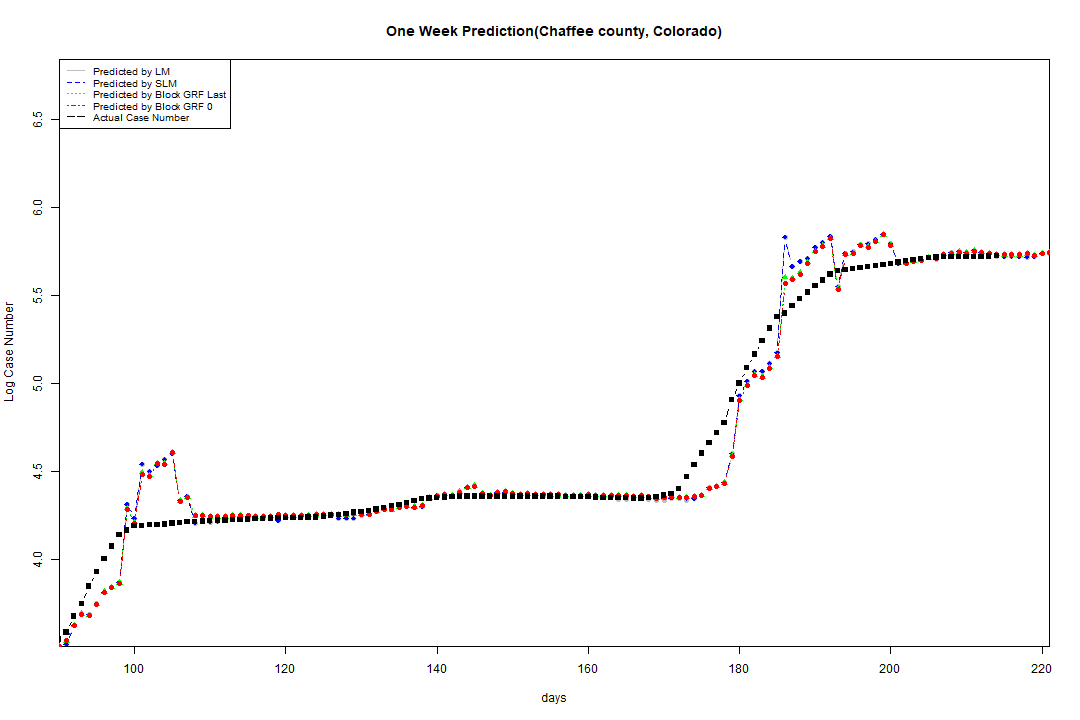 One Week Prediction(Chaffee county, Colorado)
Predicted by LM
Predicted by SLM
Predicted by Block GRF Last
Predicted by Block GRF 0
Actual Case Number
6.5
6.0
5.5
5.0
4.5
4.0
Log Case Number
100 120 140 160 180 200 220
days